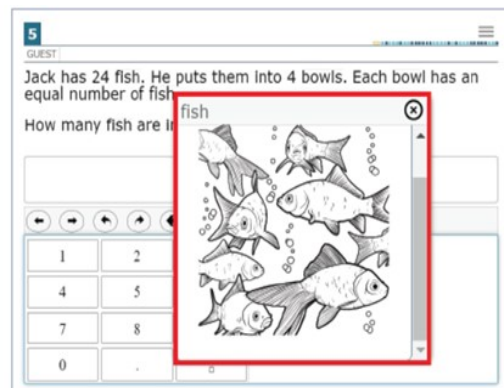 5
GUEST
Jack has 24 fish. He puts them into 4 bowls. Each bowl has an
equal number of fish
How many fish are
fish
1 2
4 5
7 8
0 .